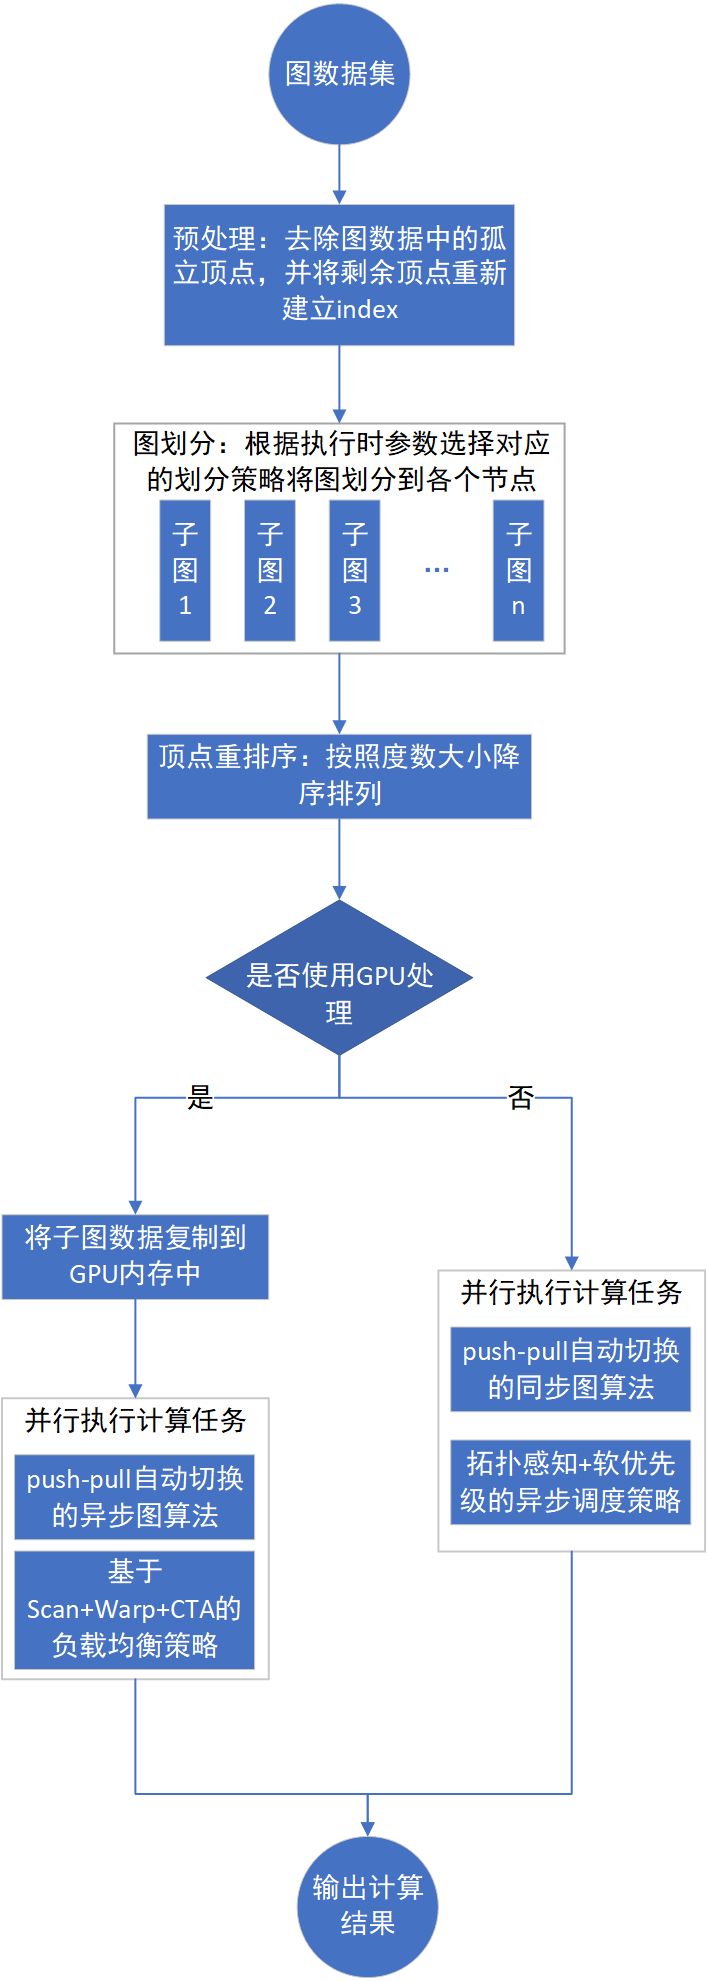 图数据集
预处理：去除图数据中的孤
立顶点，并将剩余顶点重新
建立index
图划分：根据执行时参数选择对应
的划分策略将图划分到各个节点
子
图
1
子
图
2
子
图
3
...
子
图
n
顶点重排序：按照度数大小降
序排列
是否使用GPU处
理
是
否
将子图数据复制到
GPU内存中
并行执行计算任务
push-pull自动切换
的异步图算法
基于
Scan+Warp+CTA的
负载均衡策略
并行执行计算任务
push-pull自动切换
的同步图算法
拓扑感知+软优先
级的异步调度策略
输出计算
结果